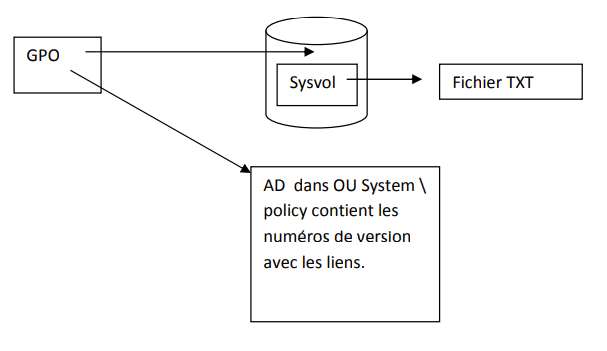 GPO
Sysvol
Fichier TXT
AD dans OU System \
policy contient les
numéros de version
avec les liens.